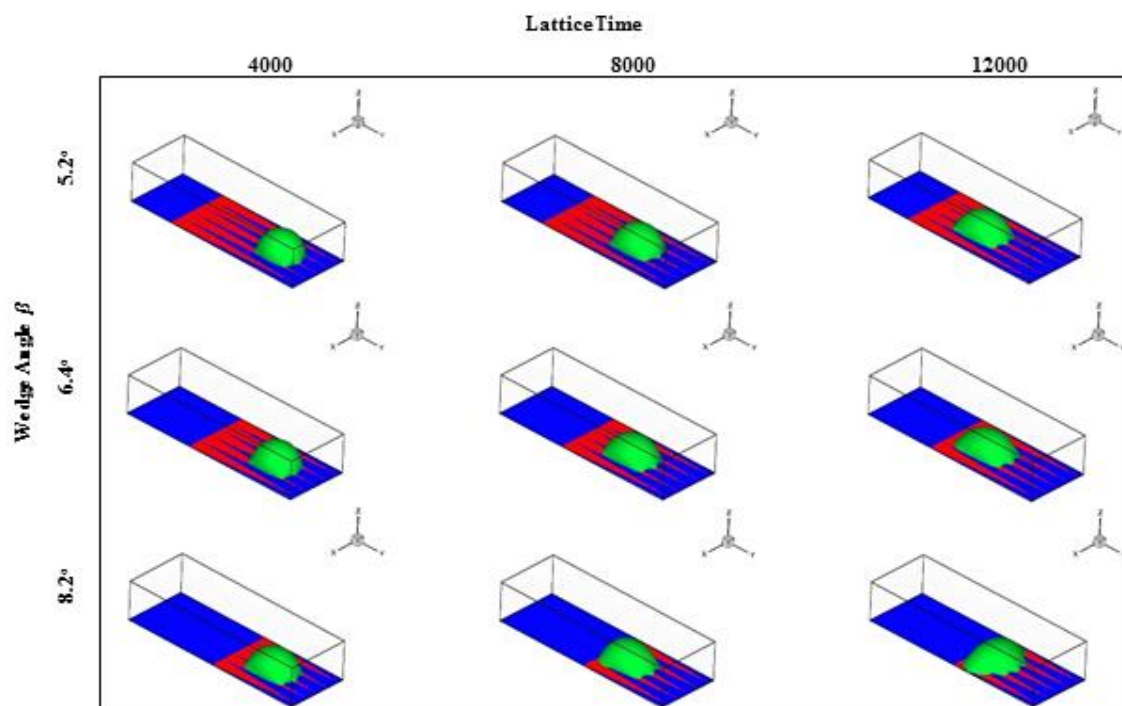 Lattice Time
4000 8000 12000
Wedge Angle β
5.2°
Z Z Z
X Y X Y X Y
6.4°
Z Z Z
X Y X Y X Y
8.2°
Z Z Z
X Y X Y X Y